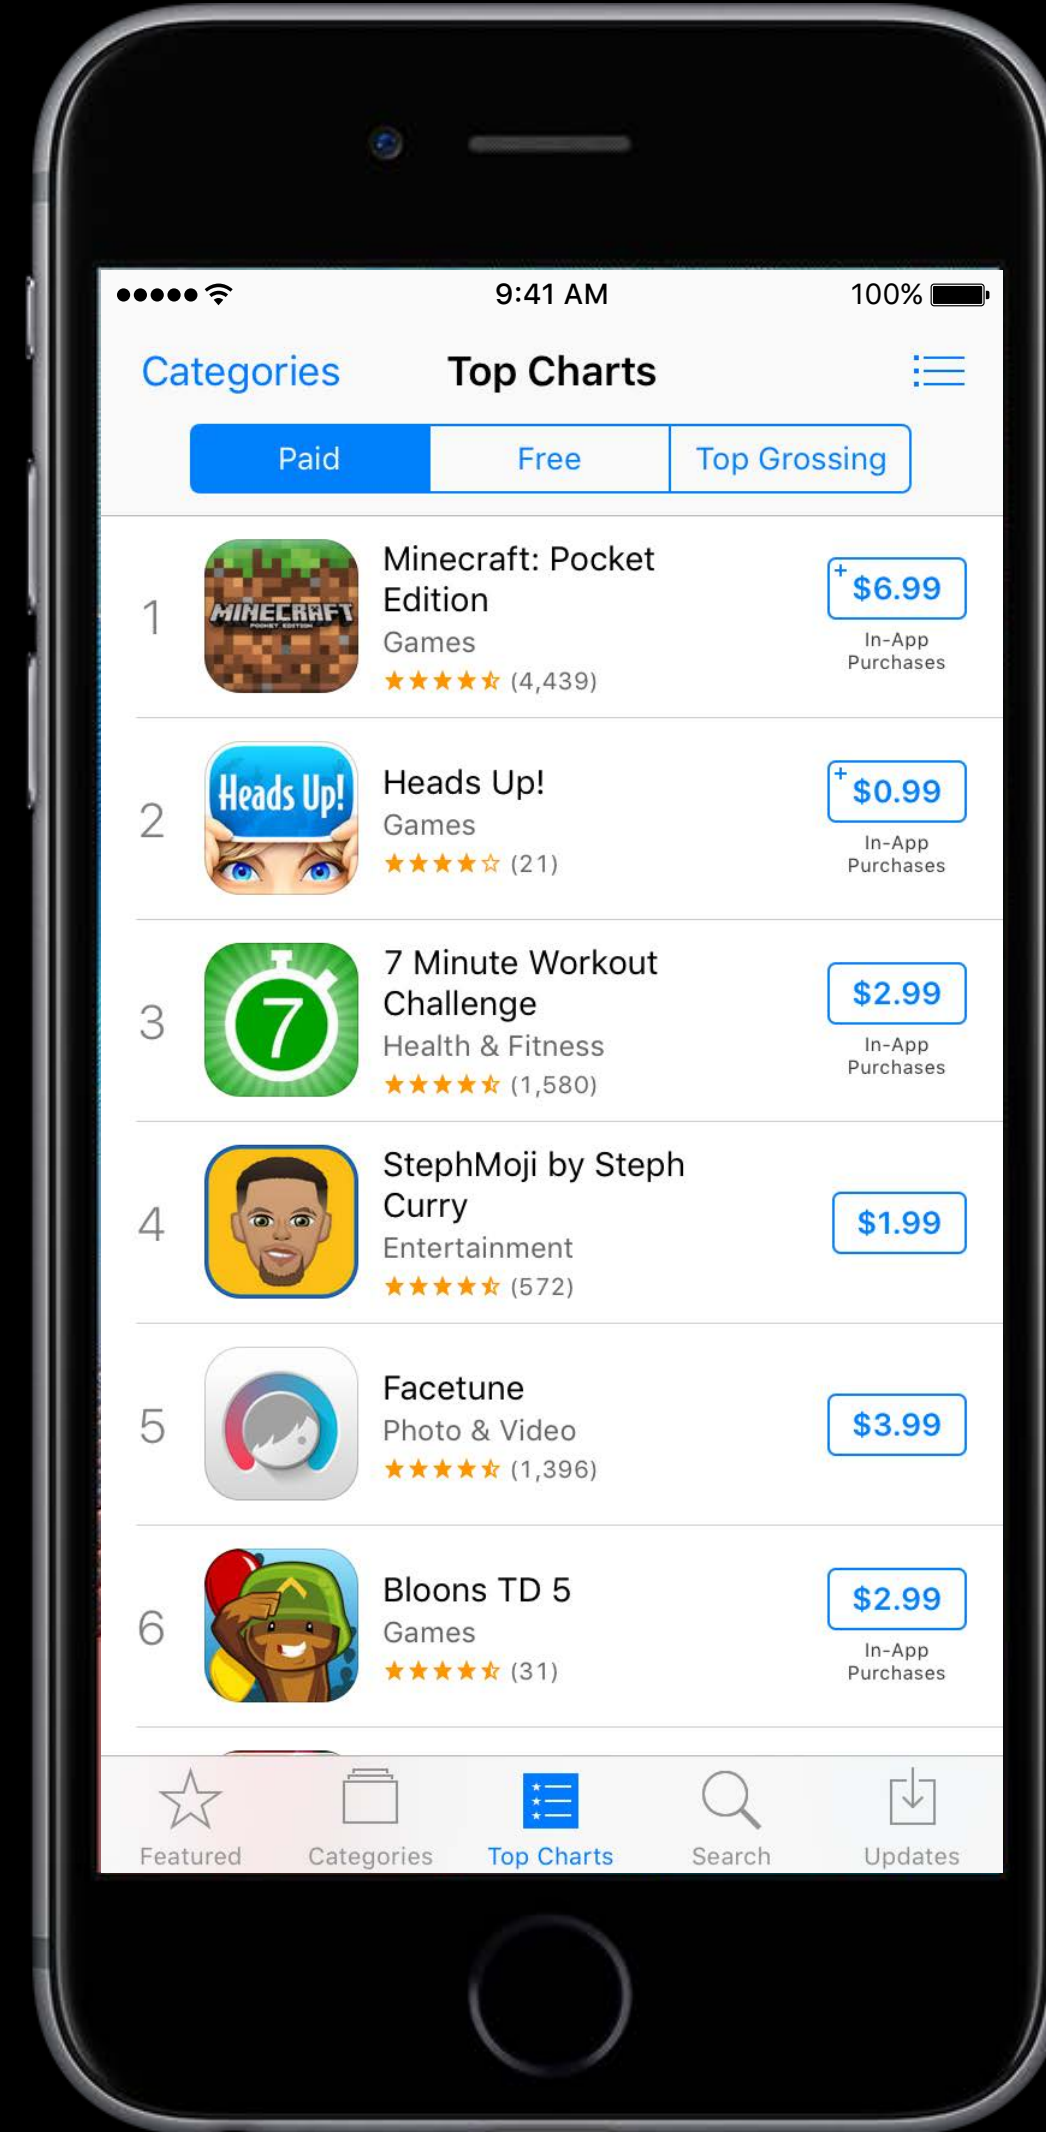 9:41 AM 100%
Categories Top Charts
Paid Free Top Grossing
1
MINECRAFT
POCKET EDITION
Minecraft: Pocket
Edition
Games
(4,439)
+ $6.99
In-App
Purchases
2
Heads Up!
Heads Up!
Games
(21)
+ $0.99
In-App
Purchases
3
7
7 Minute Workout
Challenge
Health & Fitness
(1,580)
$2.99
In-App
Purchases
4
StephMoji by Steph
Curry
Entertainment
(572)
$1.99
5
Facetune
Photo & Video
(1,396)
$3.99
6
Bloons TD 5
Games
(31)
$2.99
In-App
Purchases
Featured Categories Top Charts Search Updates